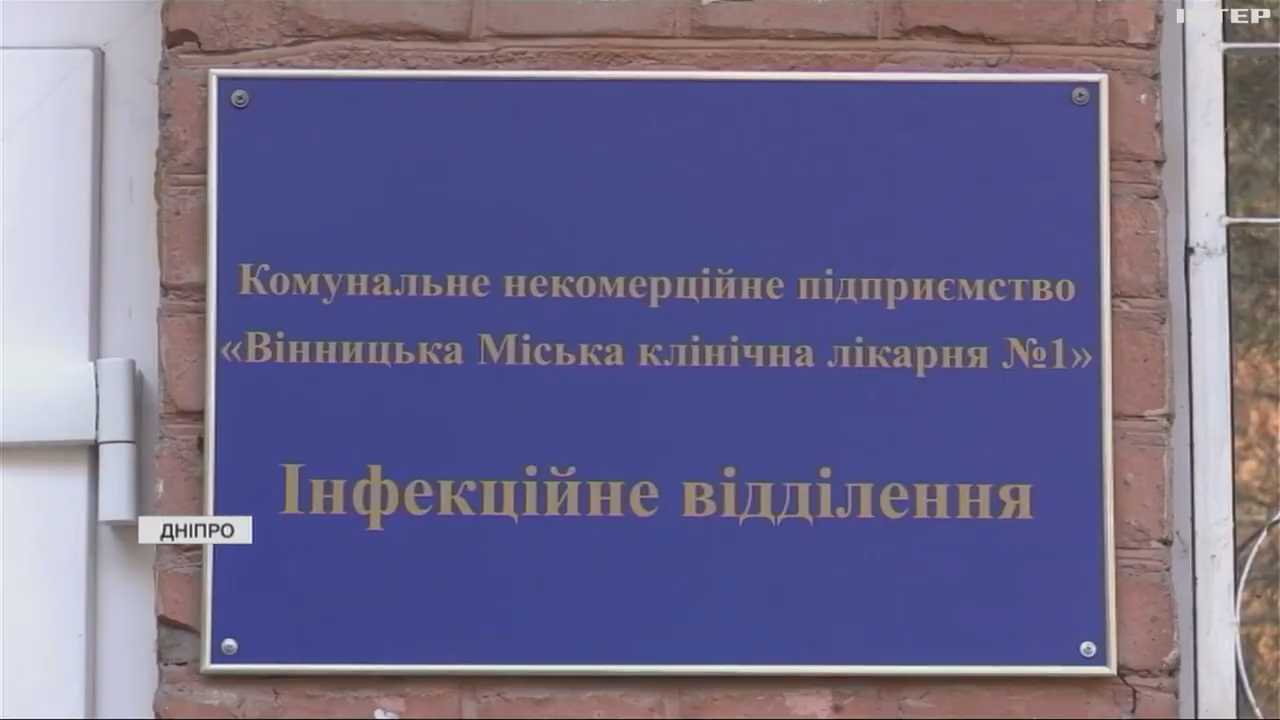 ІНТЕР
Комунальне некомерційне підприємство
«Вінницька Міська клінічна лікарня №1»
Інфекційне відділення
ДНІПРО